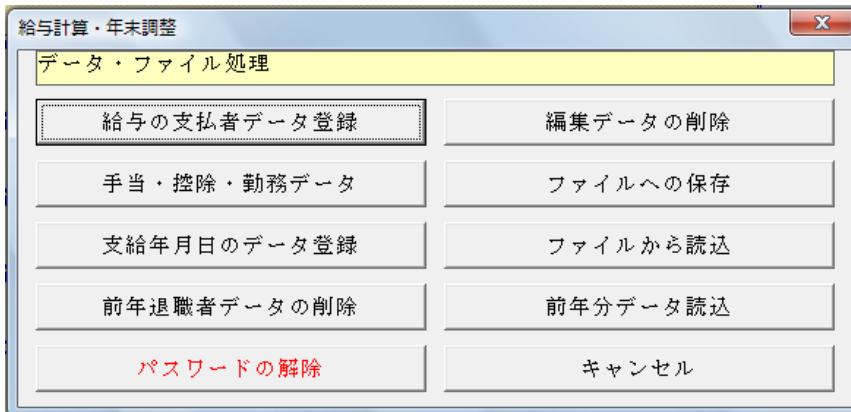 給与計算・年末調整
データ・ファイル処理
給与の支払者データ登録
編集データの削除
手当・控除・勤務データ
ファイルへの保存
支給年月日のデータ登録
ファイルから読込
前年退職者データの削除
前年分データ読込
パスワードの解除
キャンセル